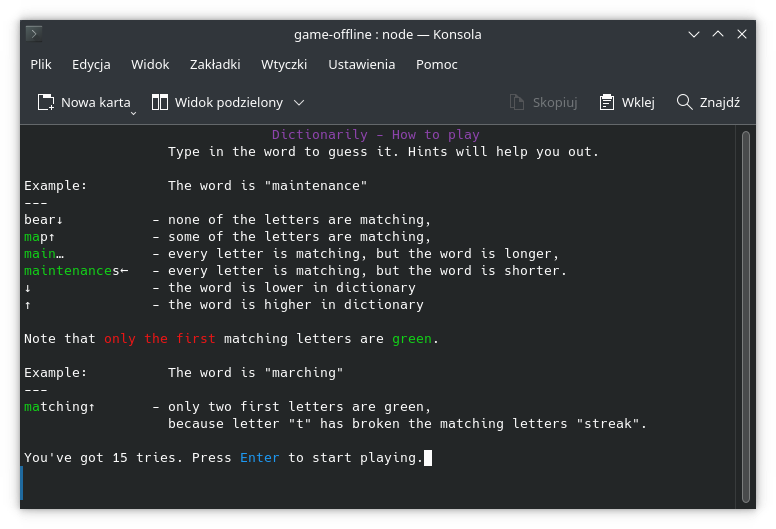 game-offline : node — Konsola
Plik Edycja Widok Zakładki Wtyczki Ustawienia Pomoc
Nowa karta Widok podzielony Skopiuj Wklej Znajdź
Dictionarily – How to play
Type in the word to guess it. Hints will help you out.
Example: The word is "maintenance"
---
bear↓ – none of the letters are matching,
map↑ – some of the letters are matching,
main… – every letter is matching, but the word is longer,
maintenances← – every letter is matching, but the word is shorter.
↓ – the word is lower in dictionary
↑ – the word is higher in dictionary
Note that only the first matching letters are green.
Example: The word is "marching"
---
matching↑ – only two first letters are green,
because letter "t" has broken the matching letters "streak".
You've got 15 tries. Press Enter to start playing.